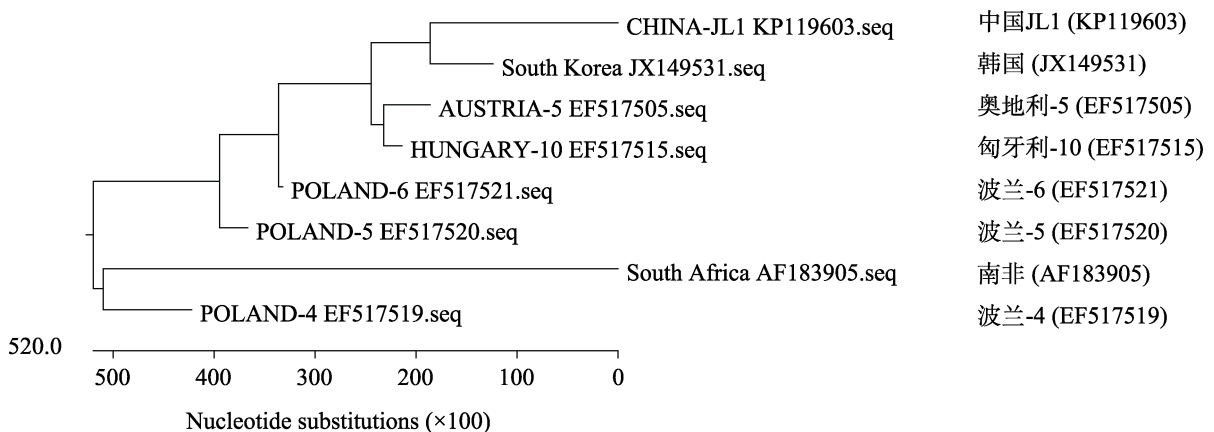 CHINA-JL1 KP119603.seq 中国JL1 (KP119603)
South Korea JX149531.seq 韩国 (JX149531)
AUSTRIA-5 EF517505.seq 奥地利-5 (EF517505)
HUNGARY-10 EF517515.seq 匈牙利-10 (EF517515)
POLAND-6 EF517521.seq 波兰-6 (EF517521)
POLAND-5 EF517520.seq 波兰-5 (EF517520)
South Africa AF183905.seq 南非 (AF183905)
POLAND-4 EF517519.seq 波兰-4 (EF517519)
520.0
500 400 300 200 100 0
Nucleotide substitutions (×100)